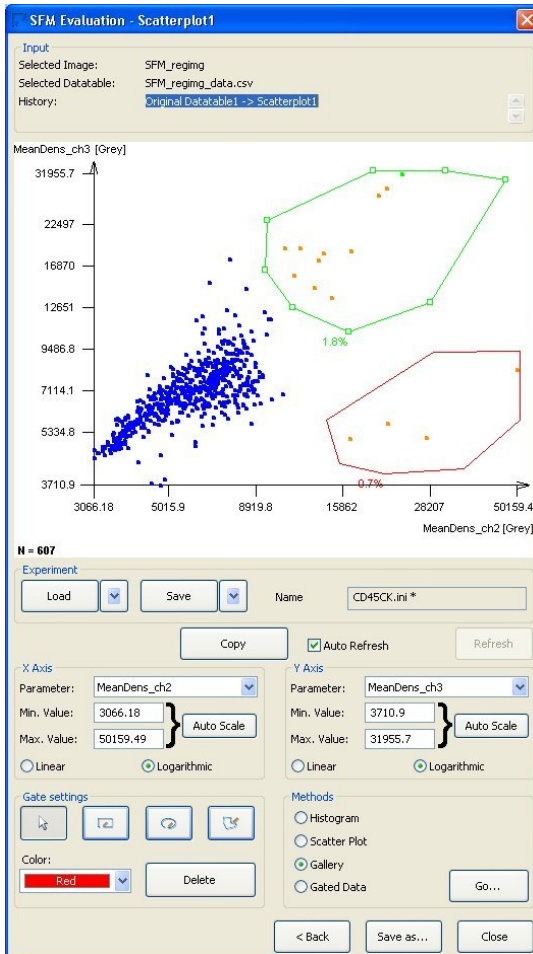 SFM Evaluation - Scatterplot1
Input
Selected Image: SFM_regimg
Selected Datatable: SFM_regimg_data.csv
History: Original Datatable1 -> Scatterplot1
MeanDens_ch3 [Grey]
31955.7
22497
16870
12651
9486.8
7114.1
5334.8
3710.9
1.8%
0.7%
3066.18 5015.9 8919.8 15862 28207 50159.4
MeanDens_ch2 [Grey]
N = 607
Experiment
Load Save Name CD45CK.ini *
Copy Auto Refresh Refresh
X Axis
Parameter: MeanDens_ch2
Min. Value: 3066.18
Max. Value: 50159.49
Auto Scale
Linear Logarithmic
Y Axis
Parameter: MeanDens_ch3
Min. Value: 3710.9
Max. Value: 31955.7
Auto Scale
Linear Logarithmic
Gate settings
Color:
Red
Delete
Methods
Histogram
Scatter Plot
Gallery
Gated Data
Go...
< Back Save as... Close